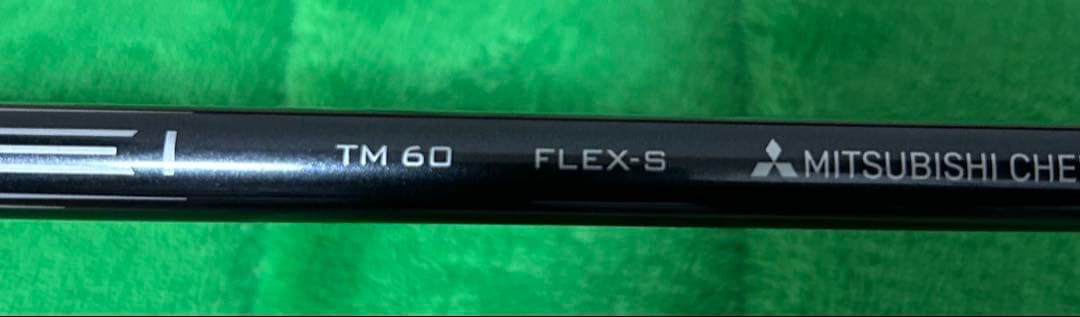 TM 60 FLEX-S MITSUBISHI CHE